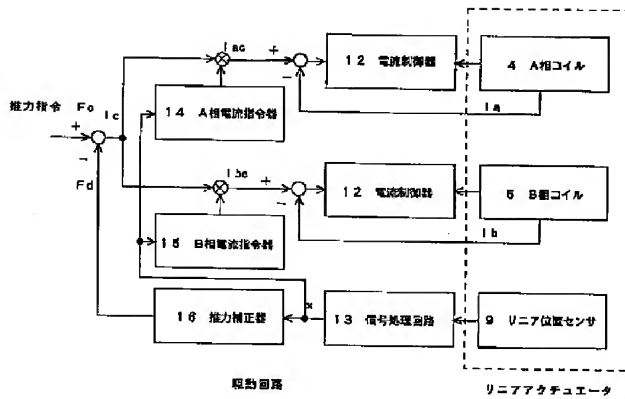 Iac
+
−
12 電流制御器
4 A相コイル
推力指令 Fo
Ic
14 A相電流指令器
Ia
+
−
Fd
Ibc
+
−
12 電流制御器
5 B相コイル
15 B相電流指令器
Ib
x
16 推力補正器
13 信号処理回路
9 リニア位置センサ
駆動回路
リニアアクチュエータ